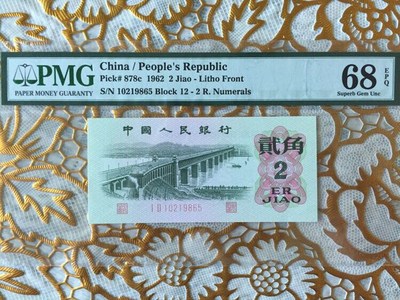 PMG
PAPER MONEY GUARANTY
China / People's Republic
Pick# 878c 1962 2 Jiao - Litho Front
S/N 10219865 Block 12 - 2 R. Numerals
68
EPQ
Superb Gem Unc
中國人民銀行
貳角
2
ER
JIAO
I D 10219865